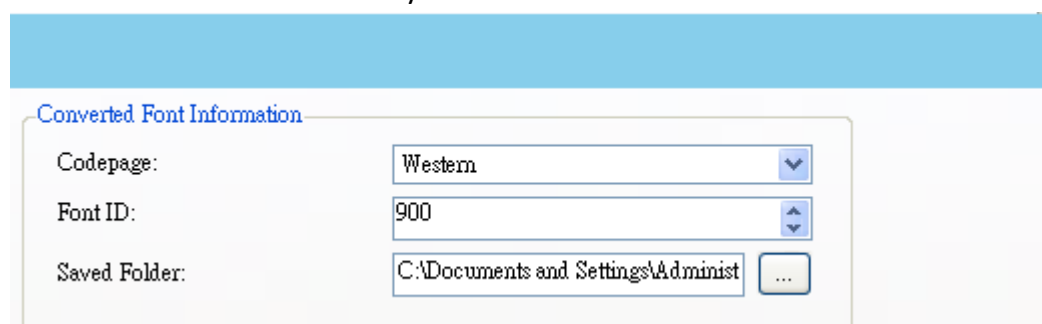 Converted Font Information
Codepage: Western
Font ID: 900
Saved Folder: C:\Documents and Settings\Administ ...